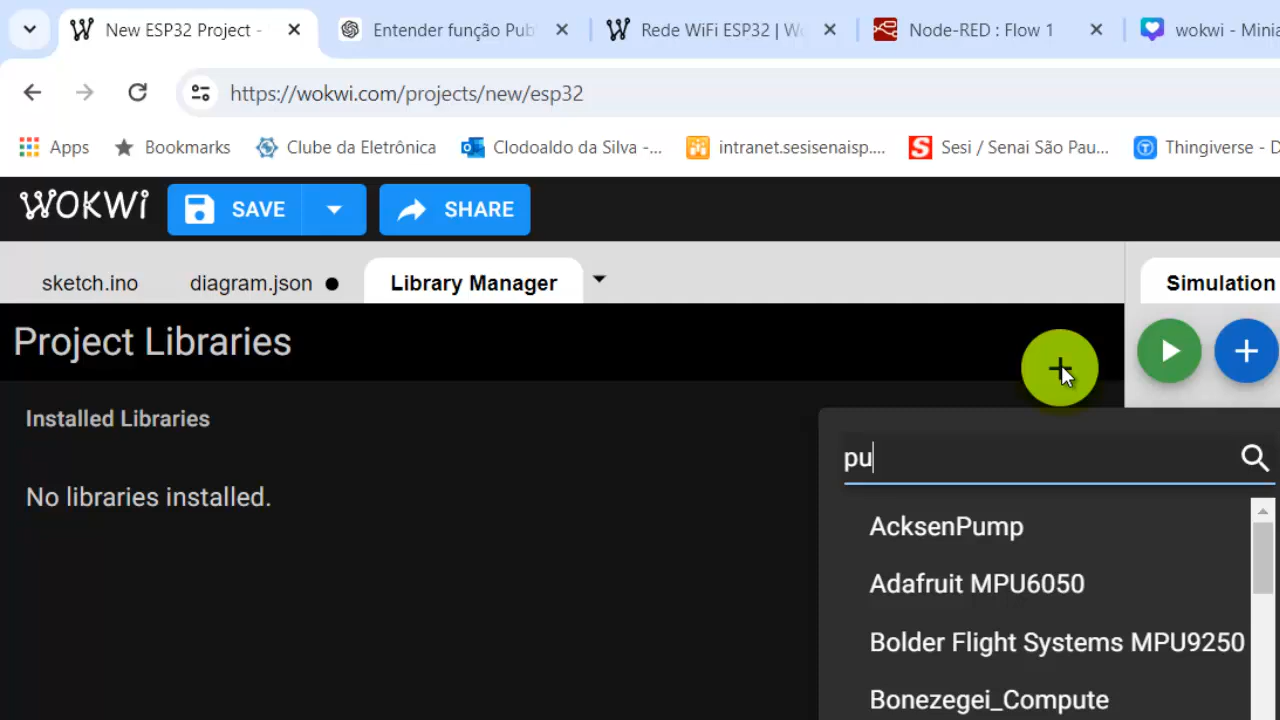 New ESP32 Project - Entender função Pub Rede WiFi ESP32 | Wo Node-RED : Flow 1 wokwi - Minia
https://wokwi.com/projects/new/esp32
Apps Bookmarks Clube da Eletrônica Clodoaldo da Silva -... intranet.sesisenaisp.... Sesi / Senai São Pau... Thingiverse - D
WOKWi SAVE SHARE
sketch.ino diagram.json Library Manager Simulation
Project Libraries
Installed Libraries
pu
No libraries installed.
AcksenPump
Adafruit MPU6050
Bolder Flight Systems MPU9250
Bonezegei_Compute